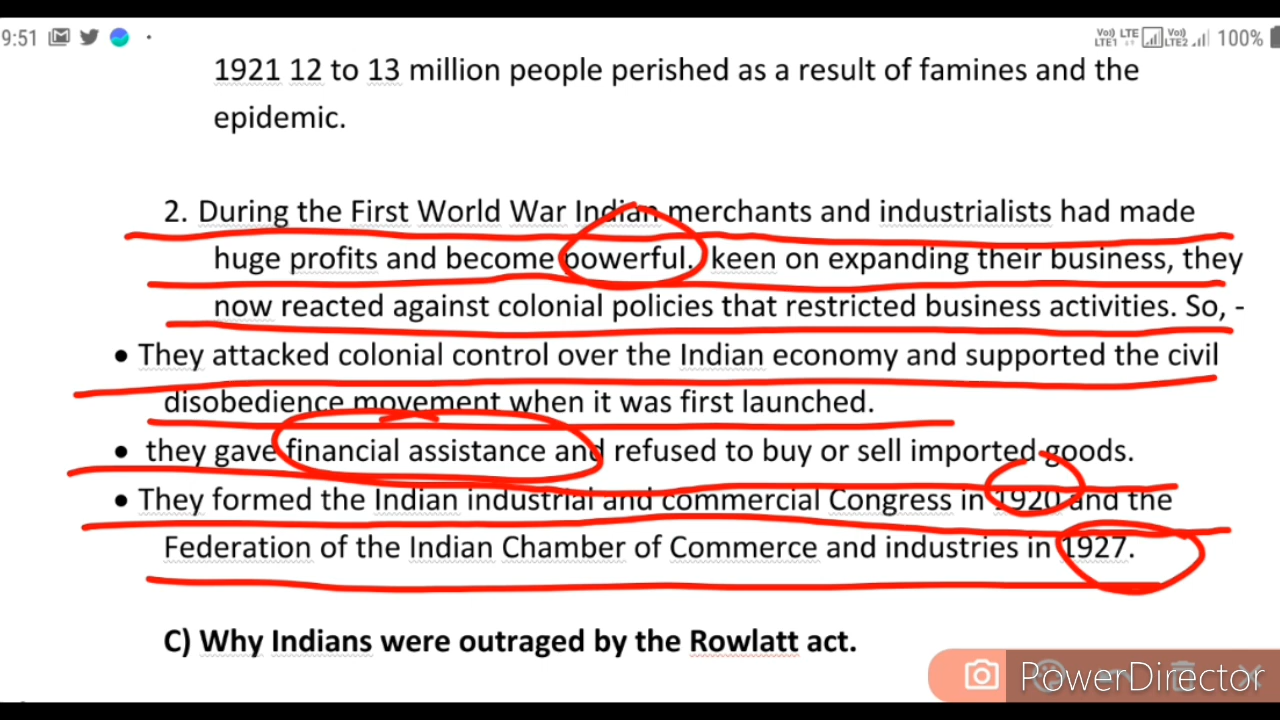 9:51 Vo) LTE1 LTE Vo) LTE2 100%
1921 12 to 13 million people perished as a result of famines and the
epidemic.
2. During the First World War Indian merchants and industrialists had made
huge profits and become powerful. keen on expanding their business, they
now reacted against colonial policies that restricted business activities. So, -
• They attacked colonial control over the Indian economy and supported the civil
disobedience movement when it was first launched.
• they gave financial assistance and refused to buy or sell imported goods.
• They formed the Indian industrial and commercial Congress in 1920 and the
Federation of the Indian Chamber of Commerce and industries in 1927.
C) Why Indians were outraged by the Rowlatt act.
PowerDirector